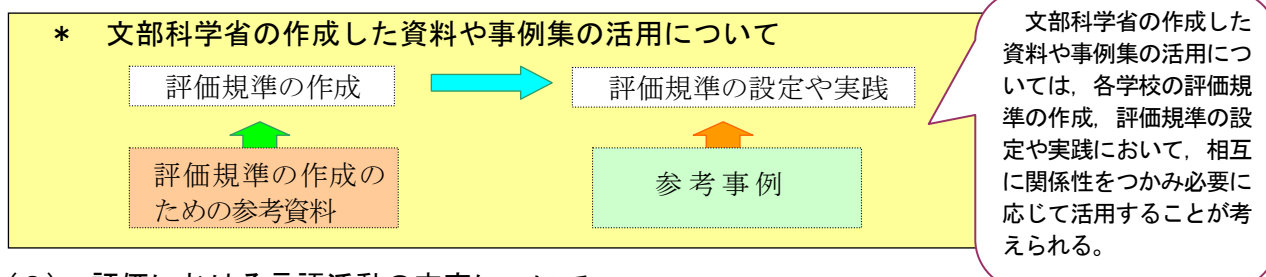 * 文部科学省の作成した資料や事例集の活用について
評価規準の作成
評価規準の設定や実践
評価規準の作成の
ための参考資料
参考事例
文部科学省の作成した
資料や事例集の活用につ
いては，各学校の評価規
準の作成，評価規準の設
定や実践において，相互
に関係性をつかみ必要に
応じて活用することが考
えられる。